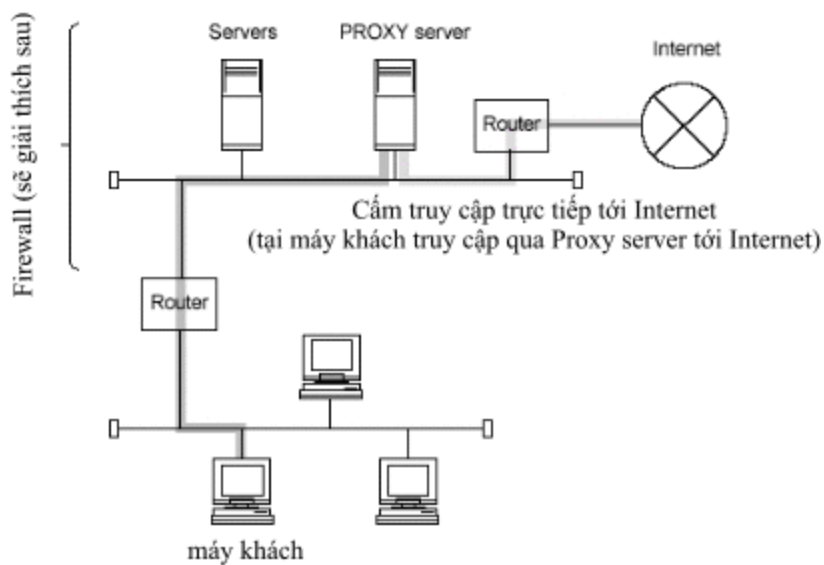 Servers
PROXY server
Internet
Router
Firewall (sẽ giải thích sau)
Cấm truy cập trực tiếp tới Internet
(tại máy khách truy cập qua Proxy server tới Internet)
Router
máy khách